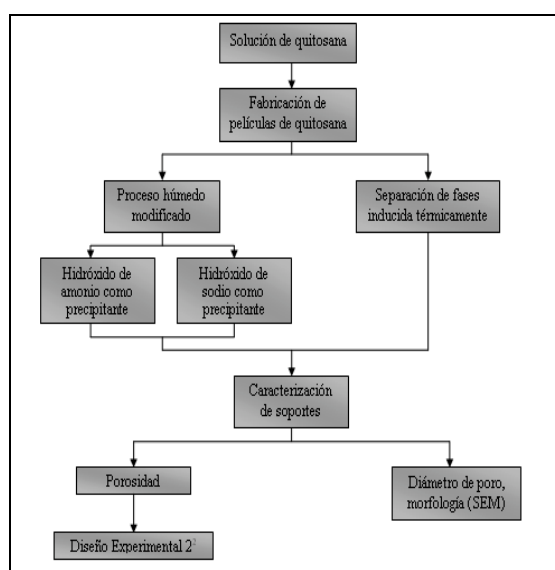 Solución de quitosana
Fabricación de
películas de quitosana
Proceso húmedo
modificado
Separación de fases
inducida térmicamente
Hidróxido de
amonio como
precipitante
Hidróxido de
sodio como
precipitante
Caracterización
de soportes
Porosidad
Diámetro de poro,
morfología (SEM)
Diseño Experimental 2²